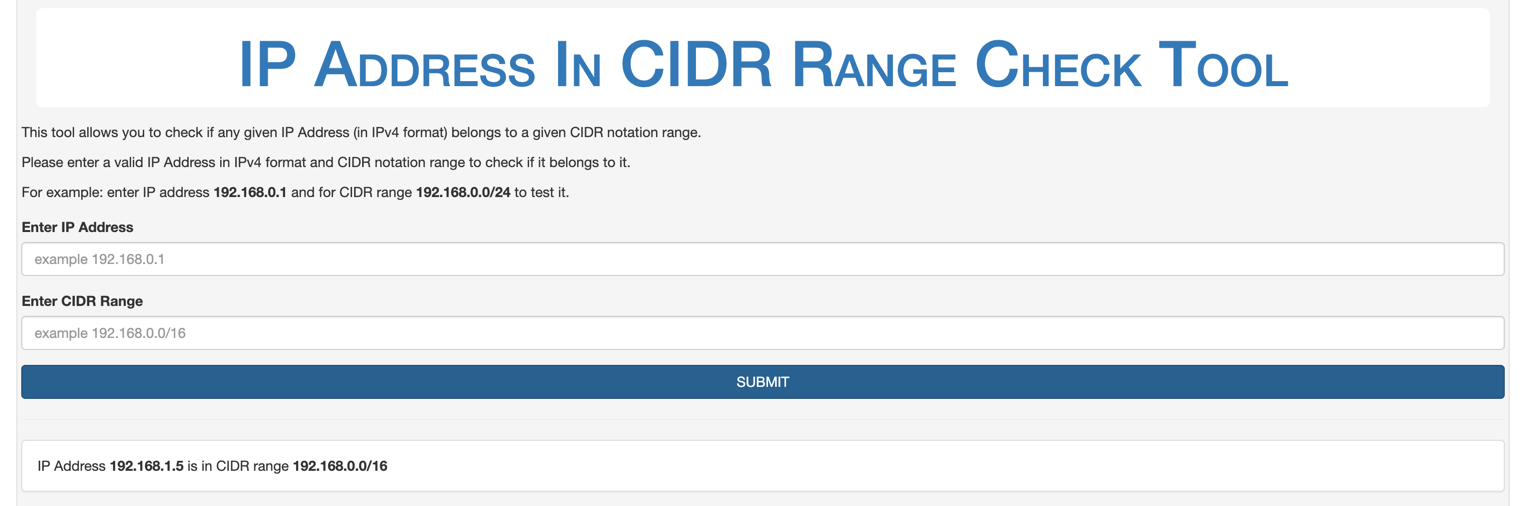 IP Address In CIDR Range Check Tool
This tool allows you to check if any given IP Address (in IPv4 format) belongs to a given CIDR notation range.
Please enter a valid IP Address in IPv4 format and CIDR notation range to check if it belongs to it.
For example: enter IP address 192.168.0.1 and for CIDR range 192.168.0.0/24 to test it.
Enter IP Address
example 192.168.0.1
Enter CIDR Range
example 192.168.0.0/16
SUBMIT
IP Address 192.168.1.5 is in CIDR range 192.168.0.0/16